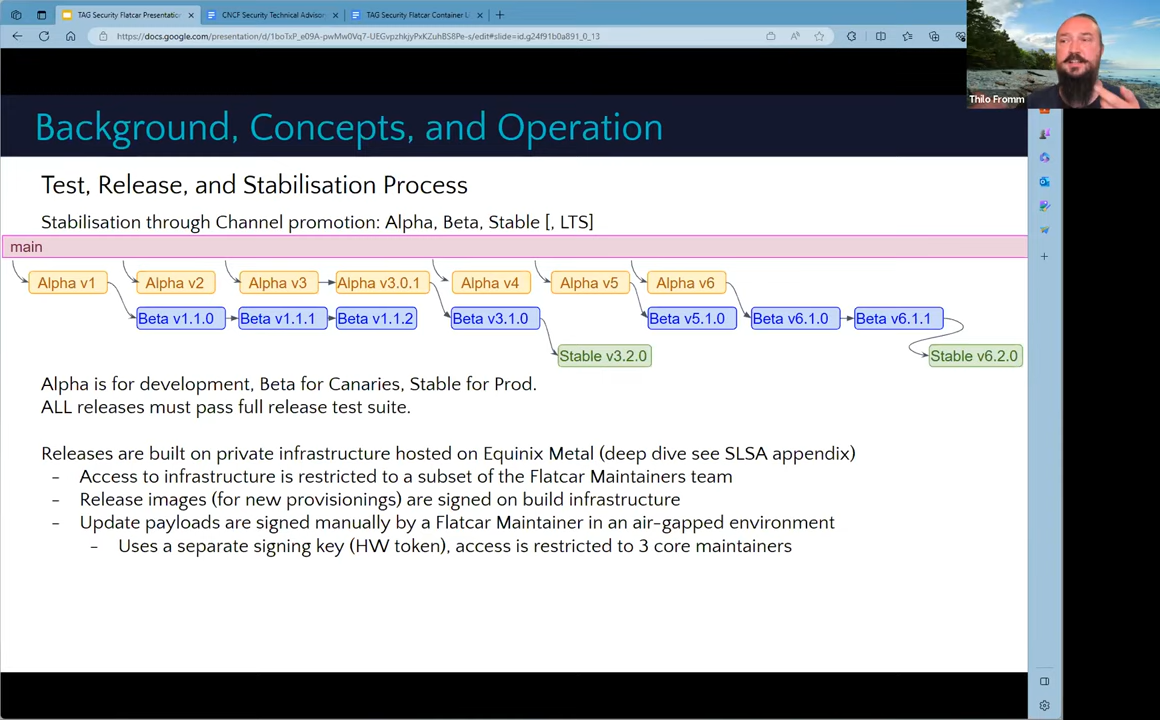 TAG Security Flatcar Presentatio
CNCF Security Technical Advisor
TAG Security Flatcar Container L
https://docs.google.com/presentation/d/1boTxP_e09A-pwMw0Vq7-UEGvpzhkjyPxKZuhBS8Pe-s/edit#slide=id.g24f91b0a891_0_13
Thilo Fromm
Background, Concepts, and Operation
Test, Release, and Stabilisation Process
Stabilisation through Channel promotion: Alpha, Beta, Stable [, LTS]
main
Alpha v1 Alpha v2 Alpha v3 Alpha v3.0.1 Alpha v4 Alpha v5 Alpha v6
Beta v1.1.0 Beta v1.1.1 Beta v1.1.2 Beta v3.1.0 Beta v5.1.0 Beta v6.1.0 Beta v6.1.1
Stable v3.2.0 Stable v6.2.0
Alpha is for development, Beta for Canaries, Stable for Prod.
ALL releases must pass full release test suite.
Releases are built on private infrastructure hosted on Equinix Metal (deep dive see SLSA appendix)
- Access to infrastructure is restricted to a subset of the Flatcar Maintainers team
- Release images (for new provisionings) are signed on build infrastructure
- Update payloads are signed manually by a Flatcar Maintainer in an air-gapped environment
- Uses a separate signing key (HW token), access is restricted to 3 core maintainers